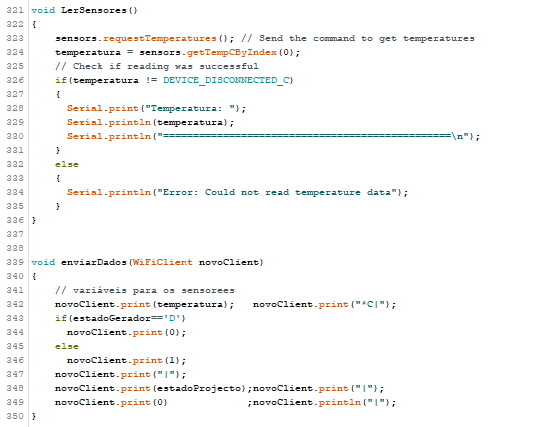 321 void LerSensores()
322 {
323     sensors.requestTemperatures(); // Send the command to get temperatures
324     temperatura = sensors.getTempCByIndex(0);
325     // Check if reading was successful
326     if(temperatura != DEVICE_DISCONNECTED_C)
327     {
328       Serial.print("Temperatura: ");
329       Serial.println(temperatura);
330       Serial.println("================================================\n");
331     }
332     else
333     {
334       Serial.println("Error: Could not read temperature data");
335     }
336 }
337
338
339 void enviarDados(WiFiClient novoClient)
340 {
341     // variáveis para os sensorees
342     novoClient.print(temperatura);   novoClient.print("ºC|");
343     if(estadoGerador=='D')
344       novoClient.print(0);
345     else
346       novoClient.print(1);
347     novoClient.print("|");
348     novoClient.print(estadoProjecto);novoClient.print("|");
349     novoClient.print(0)             ;novoClient.println("|");
350 }